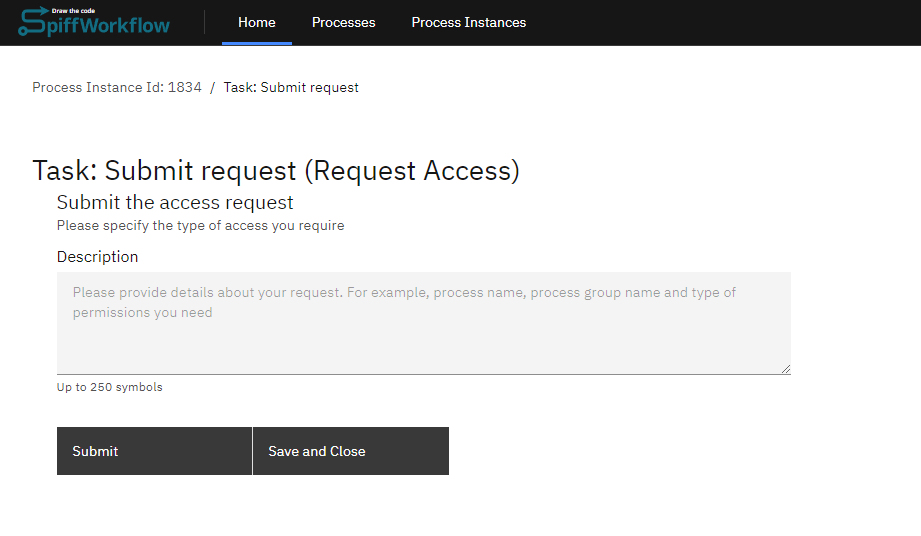 Draw the code
SpiffWorkflow
Home
Processes
Process Instances
Process Instance Id: 1834 / Task: Submit request
Task: Submit request (Request Access)
Submit the access request
Please specify the type of access you require
Description
Please provide details about your request. For example, process name, process group name and type of
permissions you need
Up to 250 symbols
Submit
Save and Close